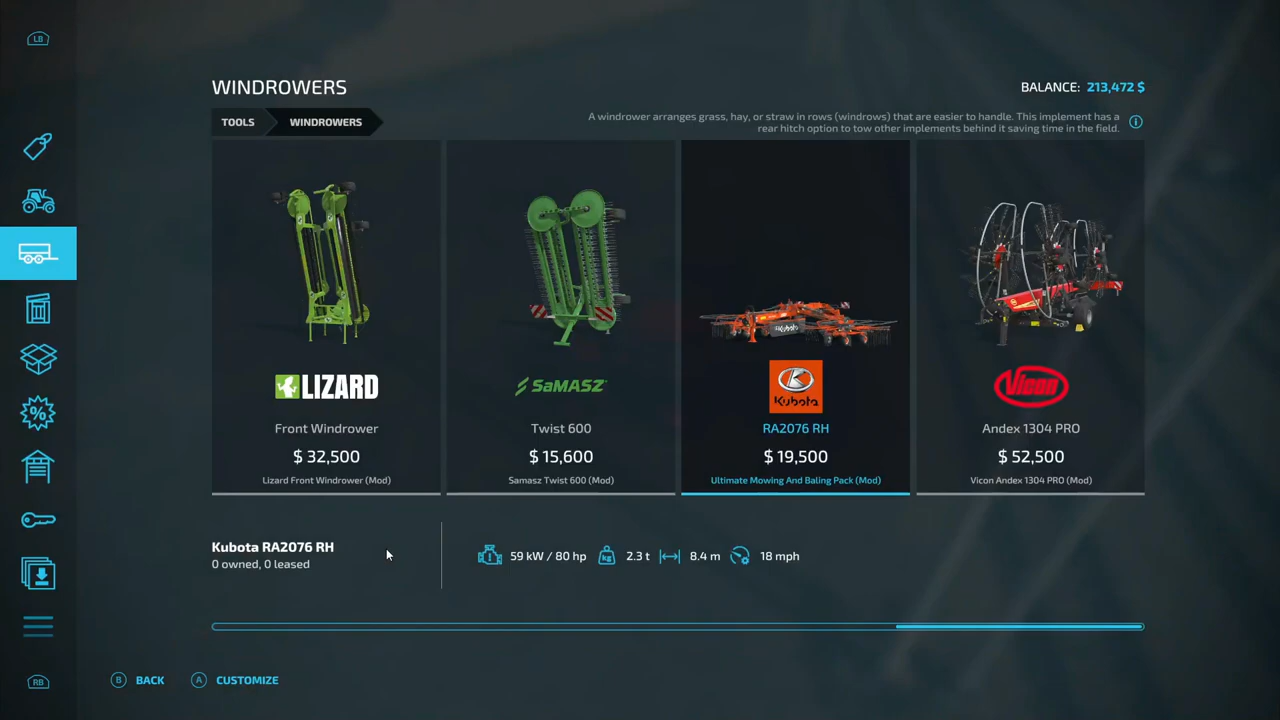 LB
WINDROWERS
BALANCE: 213,472 $
TOOLS
WINDROWERS
A windrower arranges grass, hay, or straw in rows (windrows) that are easier to handle. This implement has a
rear hitch option to tow other implements behind it saving time in the field.
LIZARD
SaMASZ
Kubota
Kubota
Vicon
Front Windrower
Twist 600
RA2076 RH
Andex 1304 PRO
$ 32,500
$ 15,600
$ 19,500
$ 52,500
Lizard Front Windrower (Mod)
Samasz Twist 600 (Mod)
Ultimate Mowing And Baling Pack (Mod)
Vicon Andex 1304 PRO (Mod)
Kubota RA2076 RH
0 owned, 0 leased
59 kW / 80 hp
kg
2.3 t
8.4 m
18 mph
RB
B BACK
A CUSTOMIZE